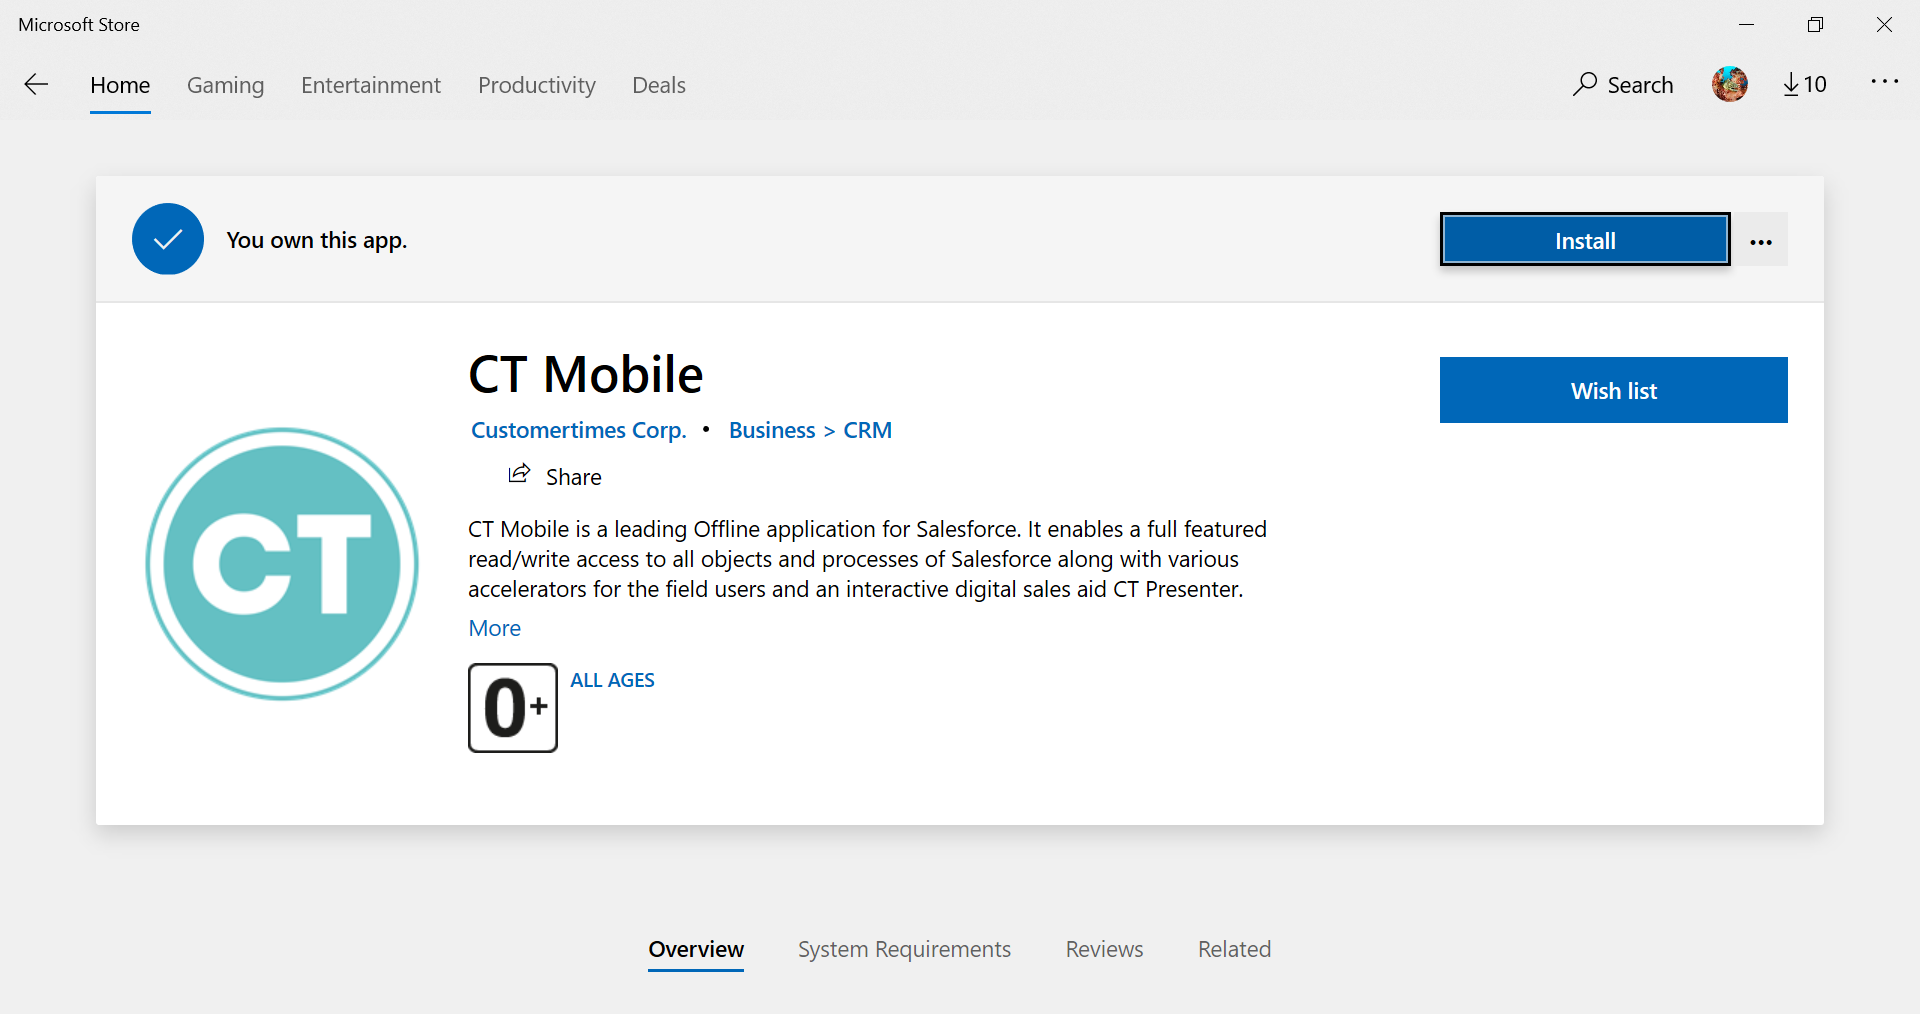 Microsoft Store
Home Gaming Entertainment Productivity Deals Search 10
You own this app. Install
CT Mobile
Wish list
Customertimes Corp. • Business > CRM
Share
CT
CT Mobile is a leading Offline application for Salesforce. It enables a full featured
read/write access to all objects and processes of Salesforce along with various
accelerators for the field users and an interactive digital sales aid CT Presenter.
More
0+ ALL AGES
Overview System Requirements Reviews Related